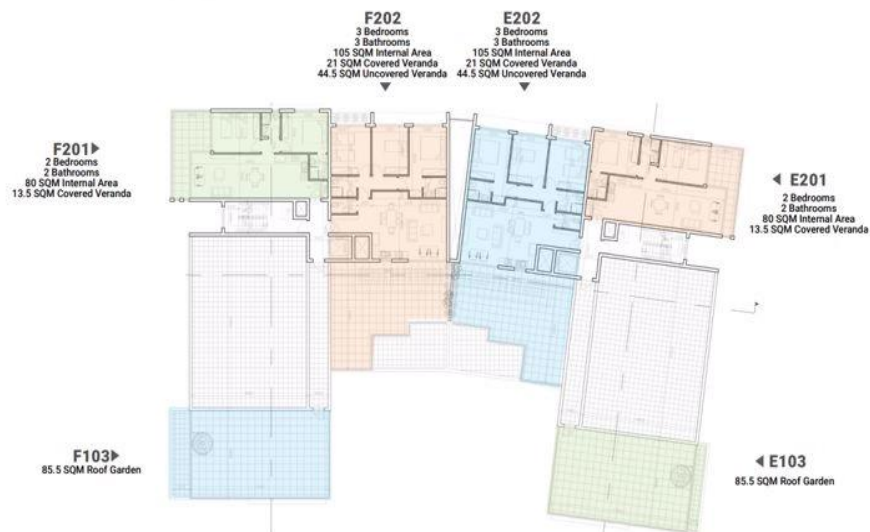 F202
3 Bedrooms
3 Bathrooms
105 SQM Internal Area
21 SQM Covered Veranda
44.5 SQM Uncovered Veranda
E202
3 Bedrooms
3 Bathrooms
105 SQM Internal Area
21 SQM Covered Veranda
44.5 SQM Uncovered Veranda
F201
2 Bedrooms
2 Bathrooms
80 SQM Internal Area
13.5 SQM Covered Veranda
E201
2 Bedrooms
2 Bathrooms
80 SQM Internal Area
13.5 SQM Covered Veranda
F103
85.5 SQM Roof Garden
E103
85.5 SQM Roof Garden